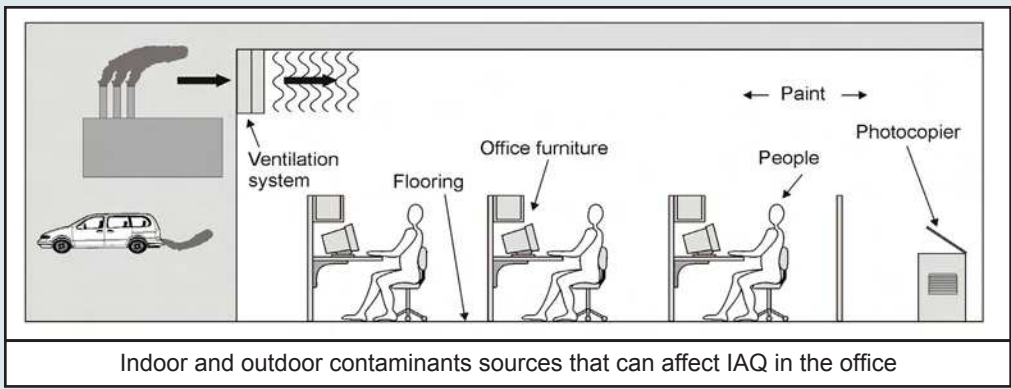 Paint
Photocopier
Office furniture
People
Ventilation
system
Flooring
Indoor and outdoor contaminants sources that can affect IAQ in the office